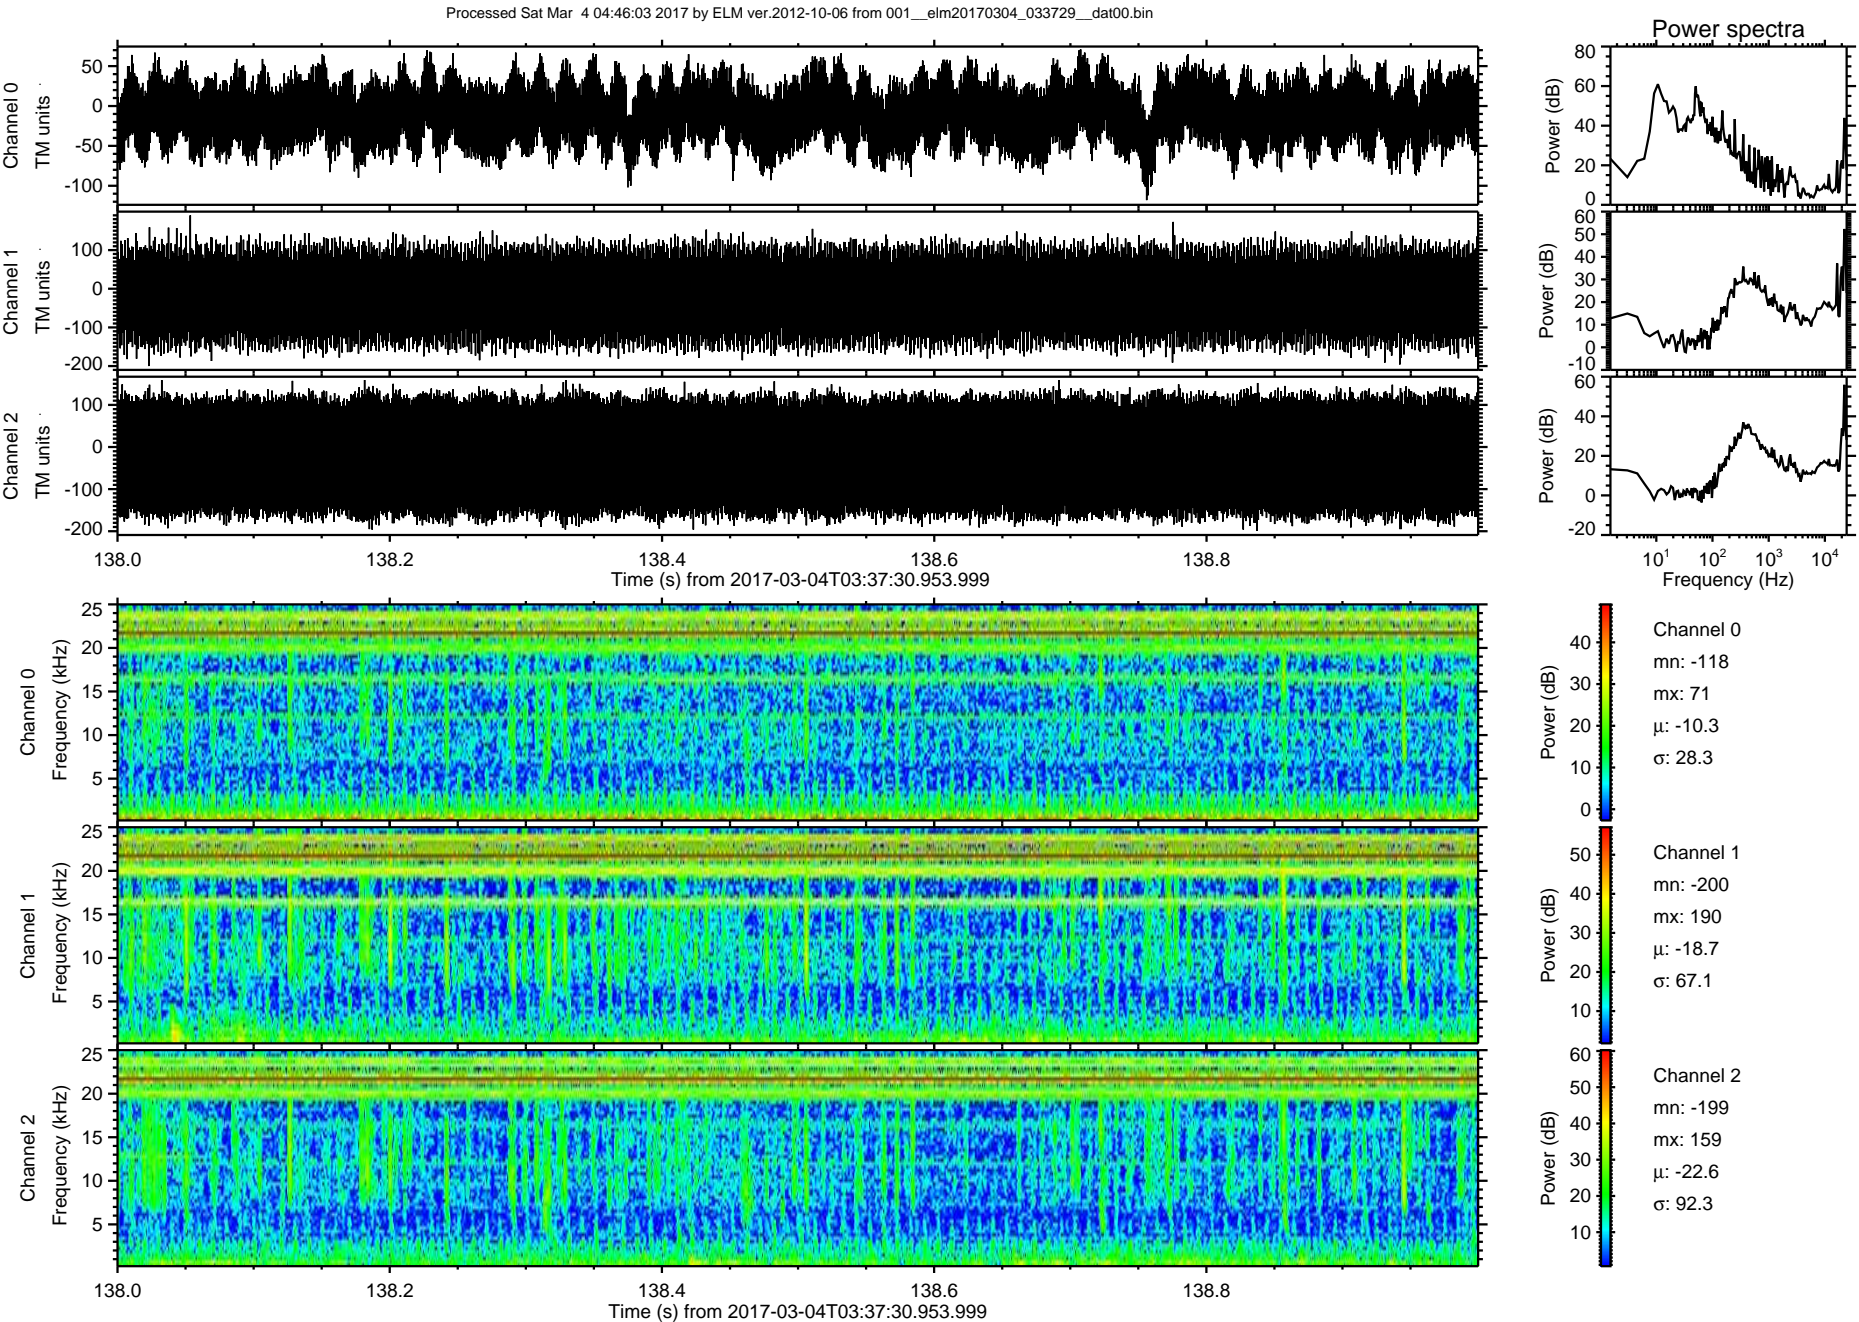 Processed Sat Mar  4 04:46:03 2017 by ELM ver.2012-10-06 from 001__elm20170304_033729__dat00.bin
Power spectra
Channel 0
TM units
50
0
-50
-100
Power (dB)
80
60
40
20
0
Channel 1
TM units
100
0
-100
-200
Power (dB)
60
50
40
30
20
10
0
-10
Channel 2
TM units
100
0
-100
-200
Power (dB)
60
40
20
0
-20
138.0 138.2 138.4 138.6 138.8
Time (s) from 2017-03-04T03:37:30.953.999
10¹ 10² 10³ 10⁴
Frequency (Hz)
Channel 0
Frequency (kHz)
25
20
15
10
5
Power (dB)
40
30
20
10
0
Channel 0
mn: -118
mx: 71
μ: -10.3
σ: 28.3
Channel 1
Frequency (kHz)
25
20
15
10
5
Power (dB)
50
40
30
20
10
Channel 1
mn: -200
mx: 190
μ: -18.7
σ: 67.1
Channel 2
Frequency (kHz)
25
20
15
10
5
Power (dB)
60
50
40
30
20
10
Channel 2
mn: -199
mx: 159
μ: -22.6
σ: 92.3
138.0 138.2 138.4 138.6 138.8
Time (s) from 2017-03-04T03:37:30.953.999